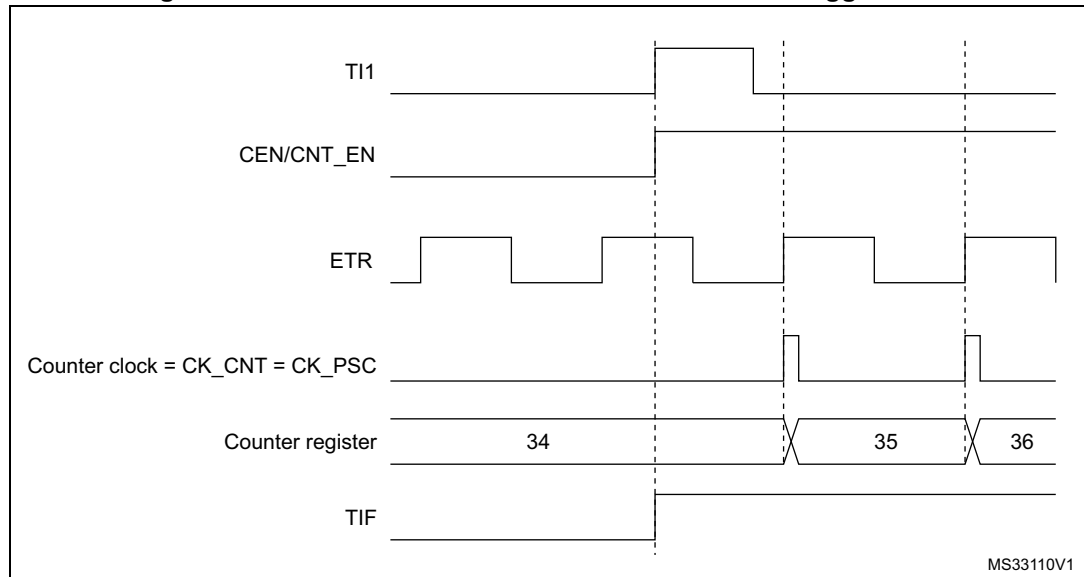 TI1
CEN/CNT_EN
ETR
Counter clock = CK_CNT = CK_PSC
Counter register
34
35
36
TIF
MS33110V1